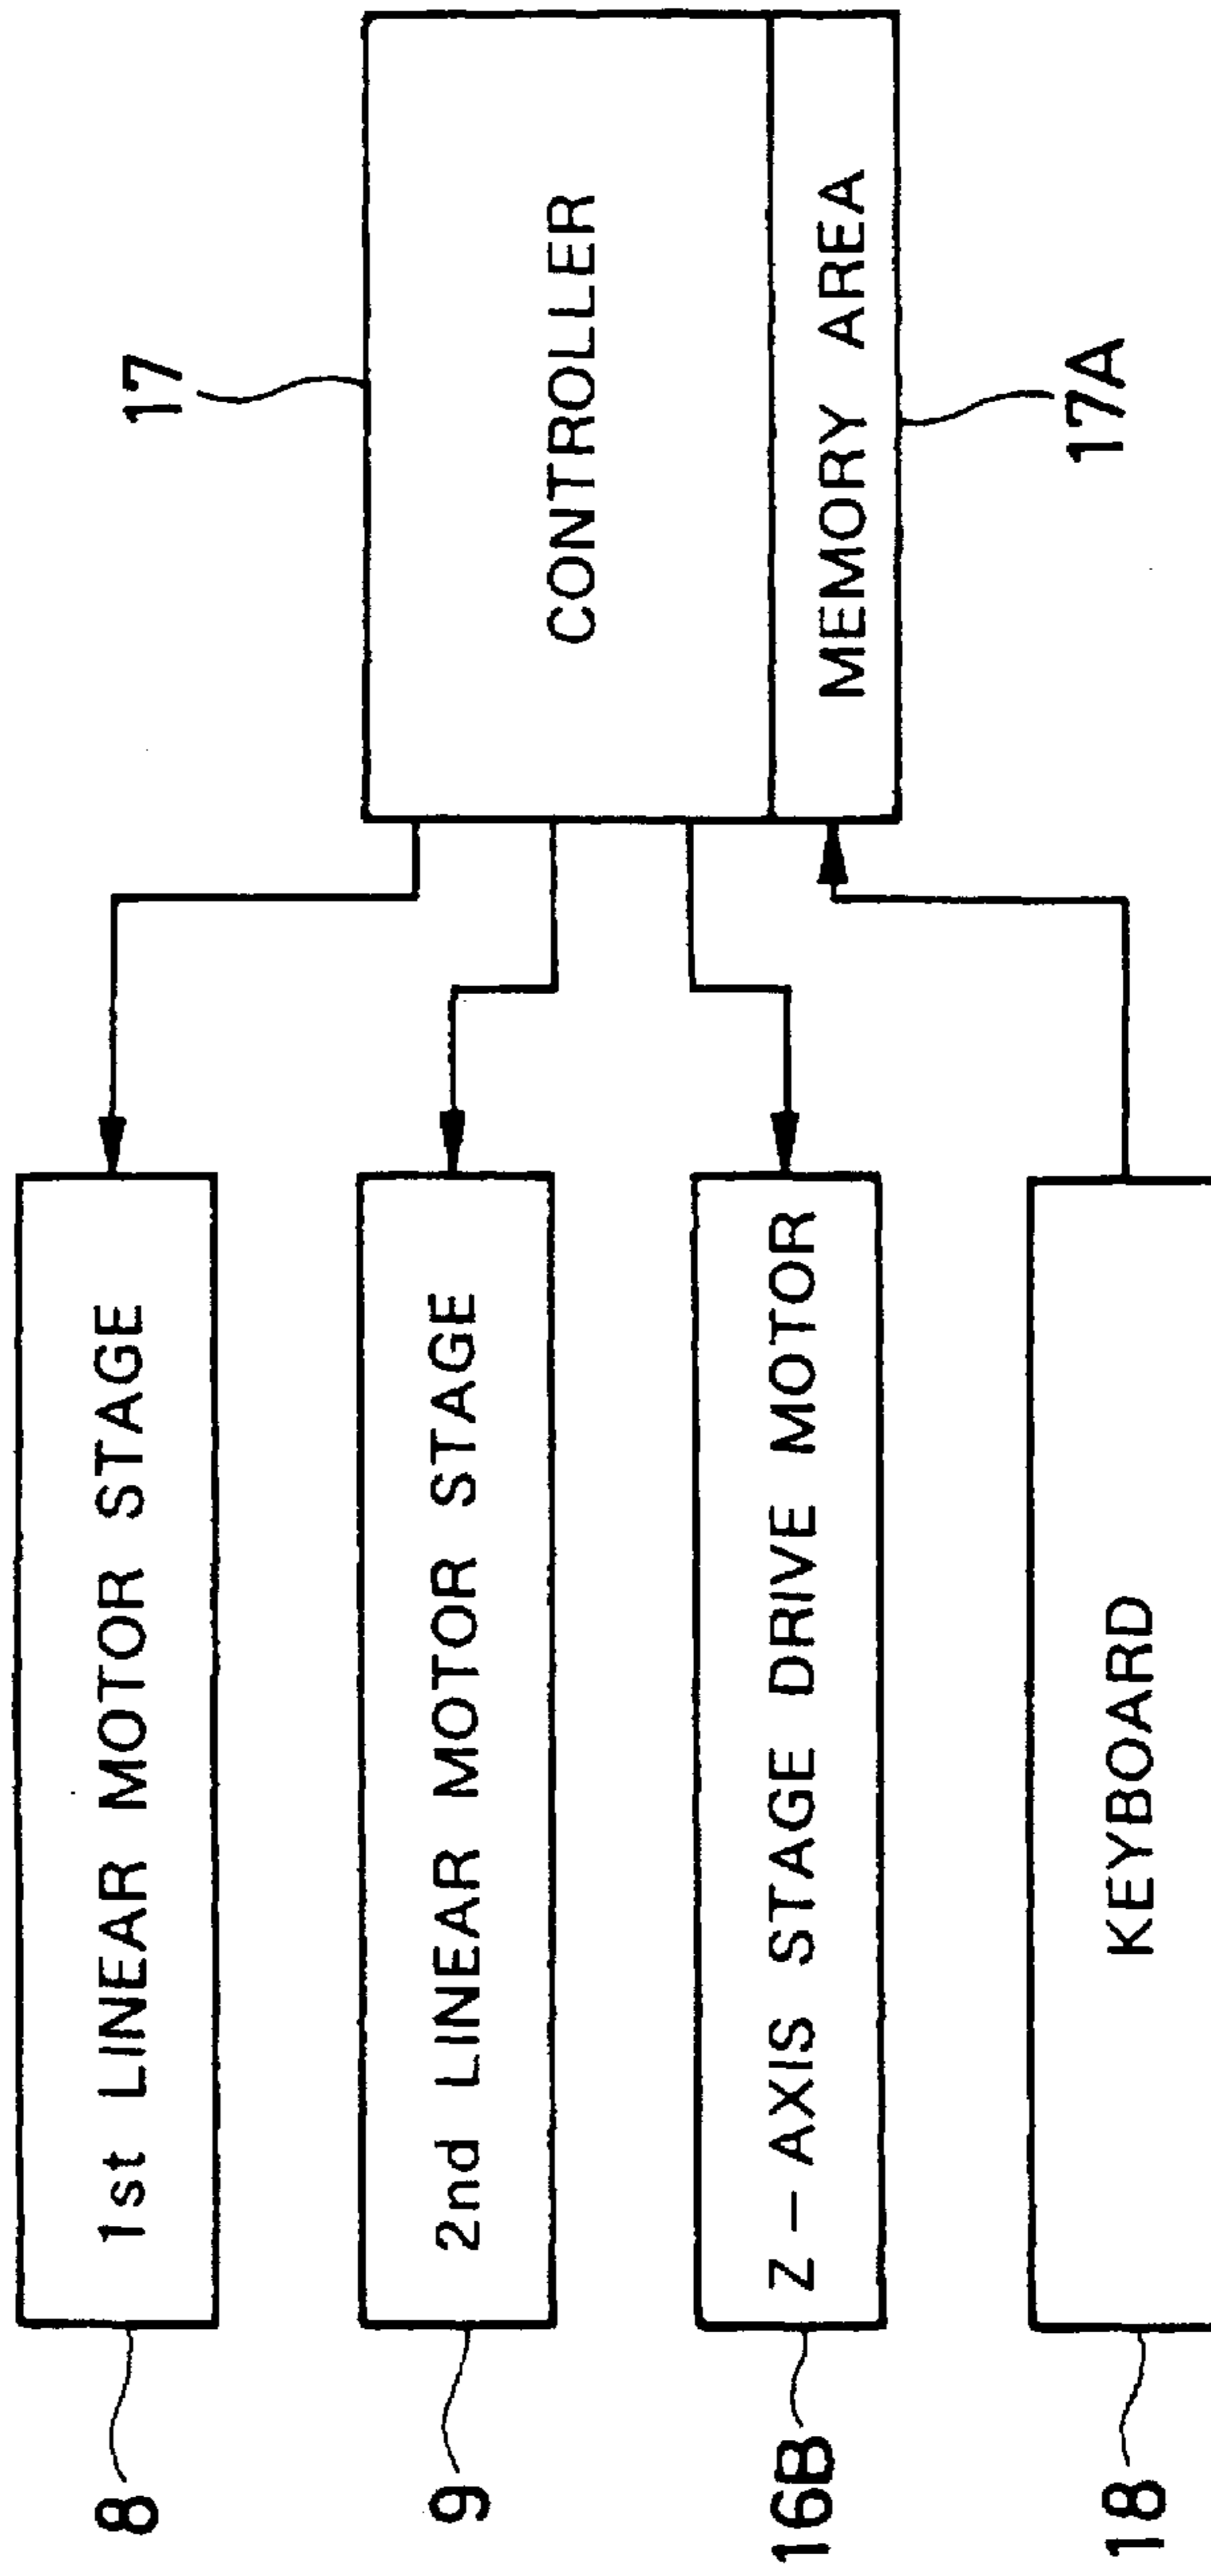 8
1st LINEAR MOTOR STAGE
9
2nd LINEAR MOTOR STAGE
16B
Z-AXIS STAGE DRIVE MOTOR
18
KEYBOARD
17
CONTROLLER
MEMORY AREA
17A